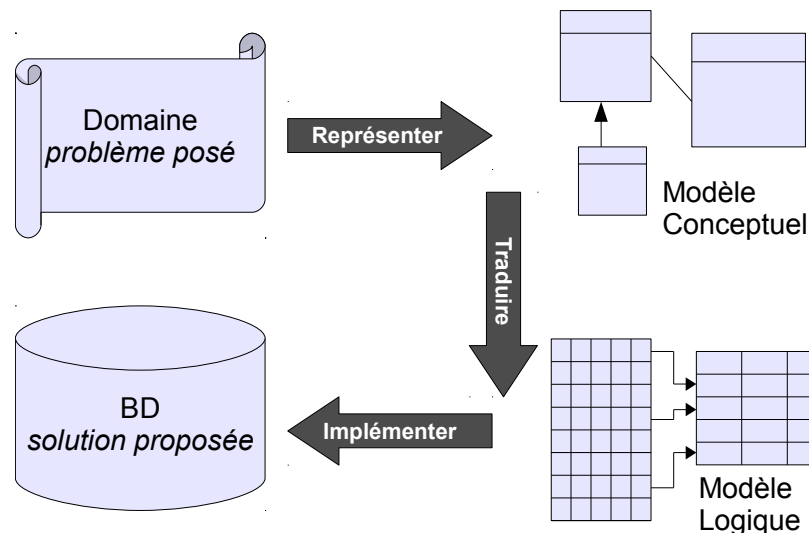 Domaine
problème posé
Représenter
Modèle
Conceptuel
Traduire
BD
solution proposée
Implémenter
Modèle
Logique